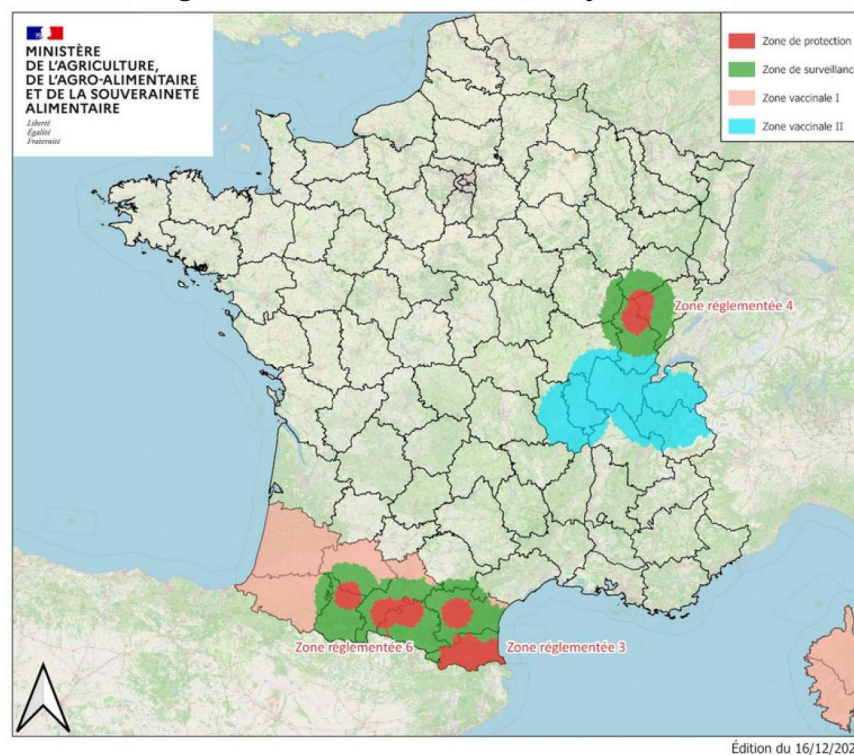 MINISTÈRE
DE L'AGRICULTURE,
DE L'AGRO-ALIMENTAIRE
ET DE LA SOUVERAINETÉ
ALIMENTAIRE
Liberté
Égalité
Fraternité
Zone de protection
Zone de surveillance
Zone vaccinale I
Zone vaccinale II
Zone réglementée 4
Zone réglementée 6
Zone réglementée 3
Édition du 16/12/202